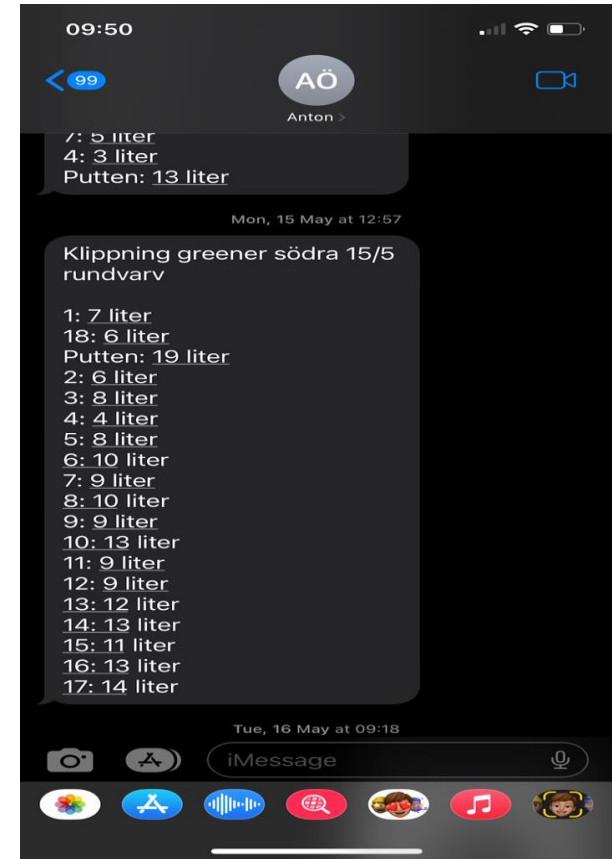 09:50
99
AÖ
Anton >
7: 5 liter
4: 3 liter
Putten: 13 liter
Mon, 15 May at 12:57
Klippning greener södra 15/5
rundvarv
1: 7 liter
18: 6 liter
Putten: 19 liter
2: 6 liter
3: 8 liter
4: 4 liter
5: 8 liter
6: 10 liter
7: 9 liter
8: 10 liter
9: 9 liter
10: 13 liter
11: 9 liter
12: 9 liter
13: 12 liter
14: 13 liter
15: 11 liter
16: 13 liter
17: 14 liter
Tue, 16 May at 09:18
iMessage